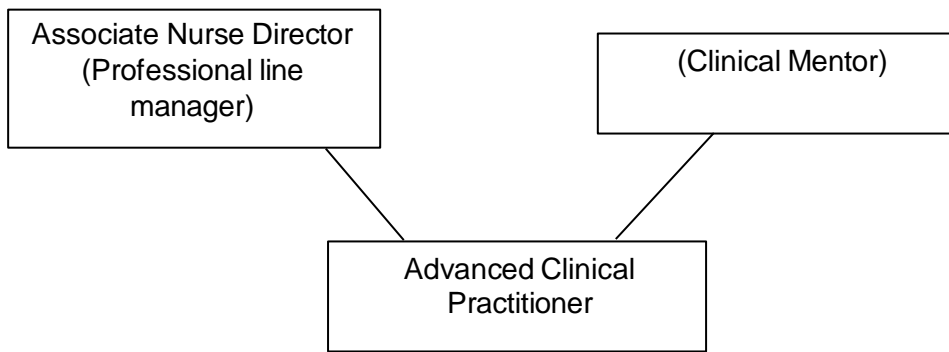 Associate Nurse Director
(Professional line
manager)
(Clinical Mentor)
Advanced Clinical
Practitioner